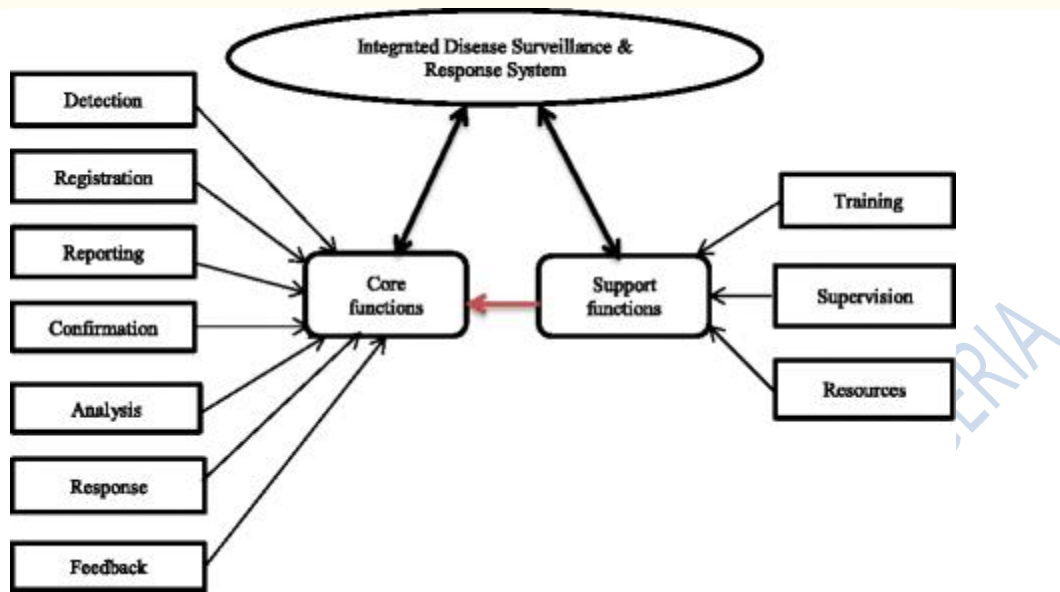 Integrated Disease Surveillance &
Response System
Detection
Registration
Reporting
Confirmation
Analysis
Response
Feedback
Core
functions
Support
functions
Training
Supervision
Resources